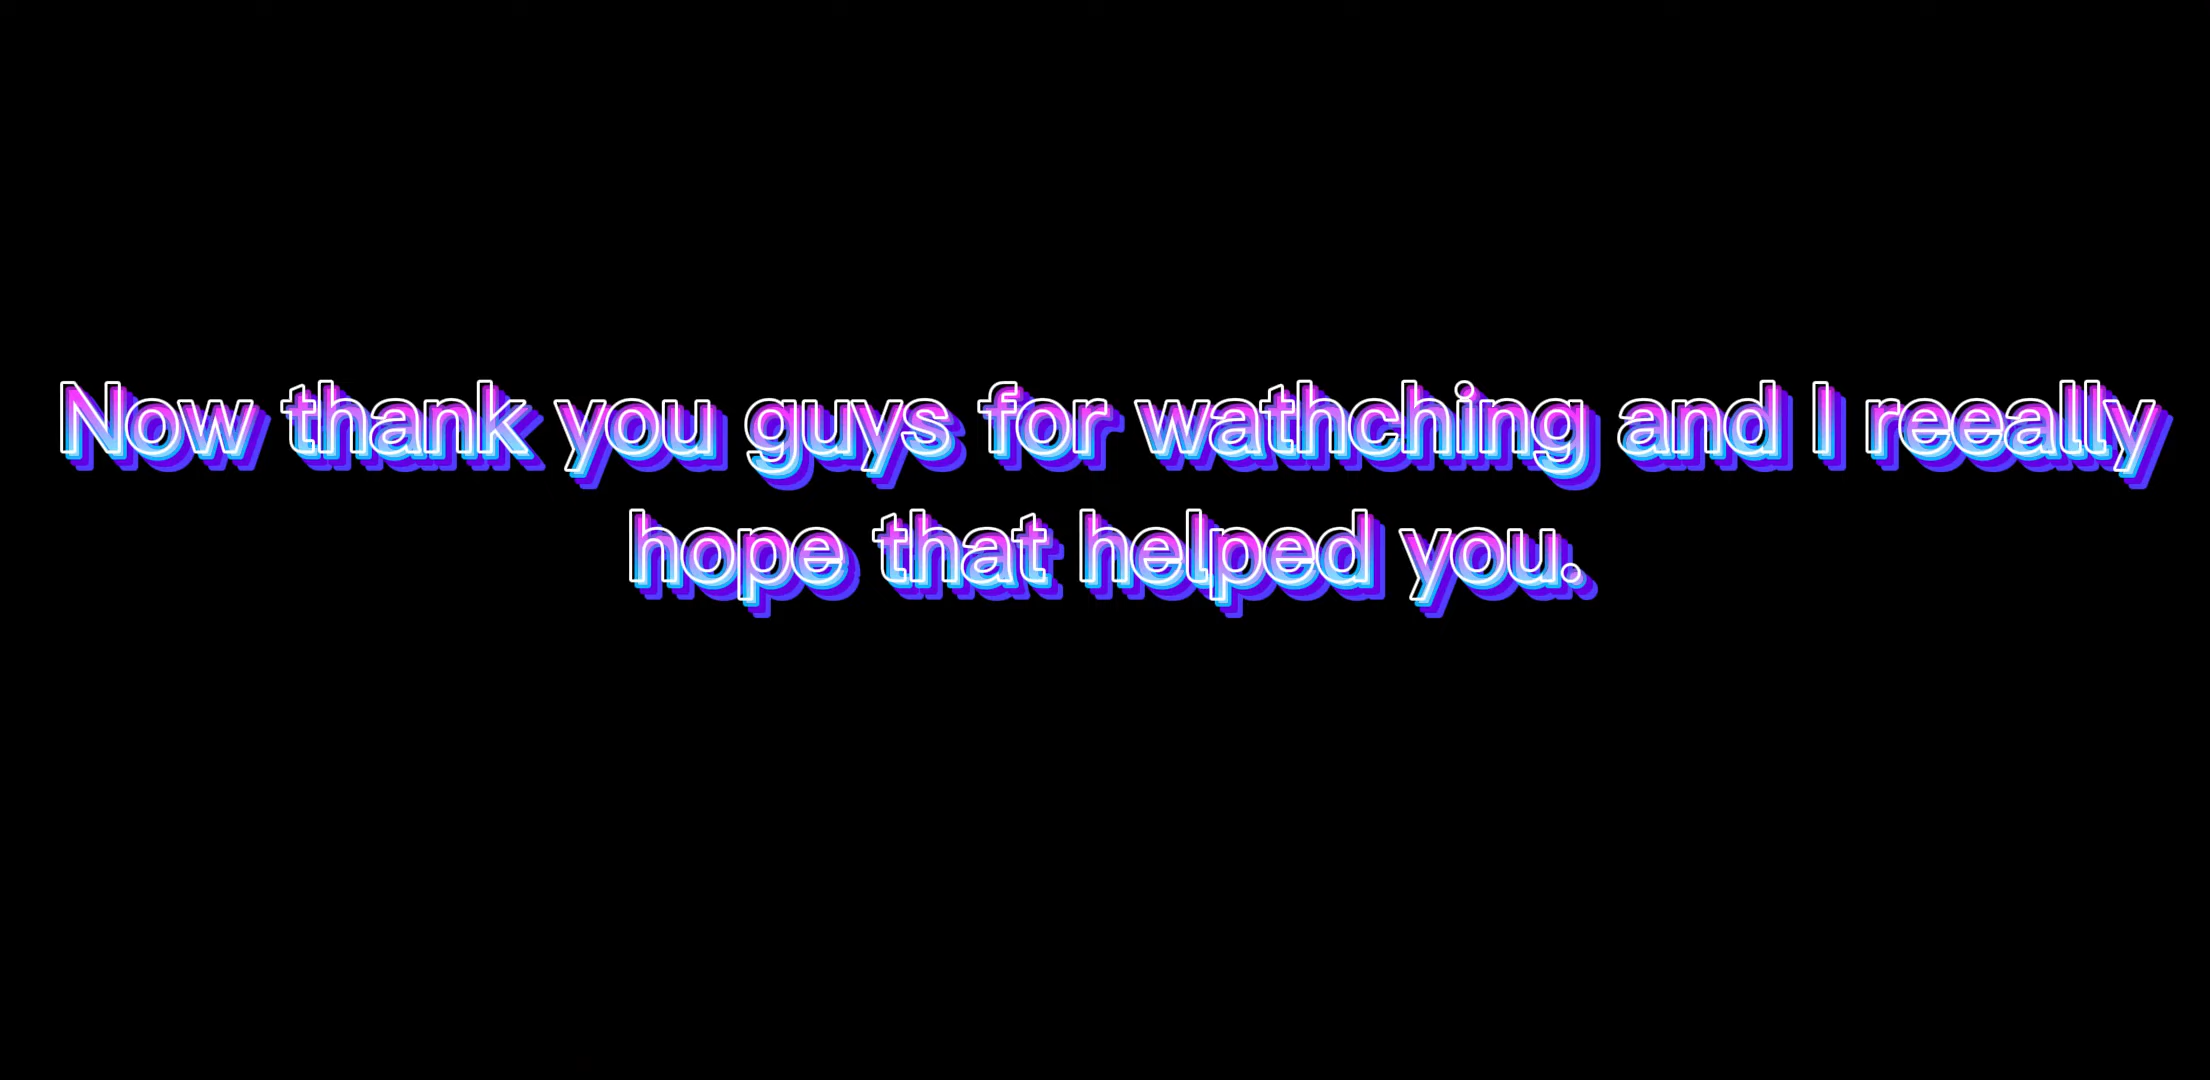 Now thank you guys for wathching and I reeally
hope that helped you.